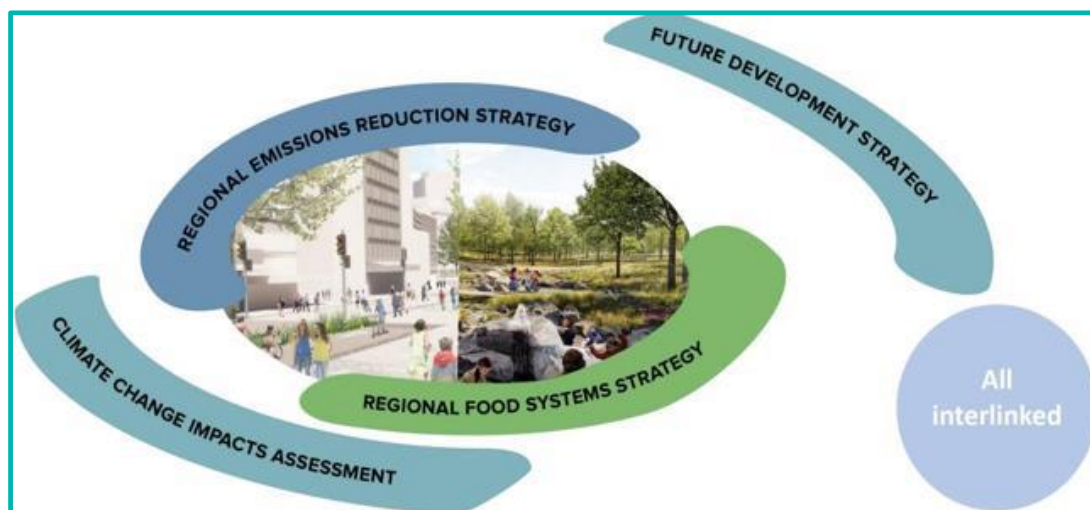 FUTURE DEVELOPMENT STRATEGY
REGIONAL EMISSIONS REDUCTION STRATEGY
REGIONAL FOOD SYSTEMS STRATEGY
CLIMATE CHANGE IMPACTS ASSESSMENT
All
interlinked